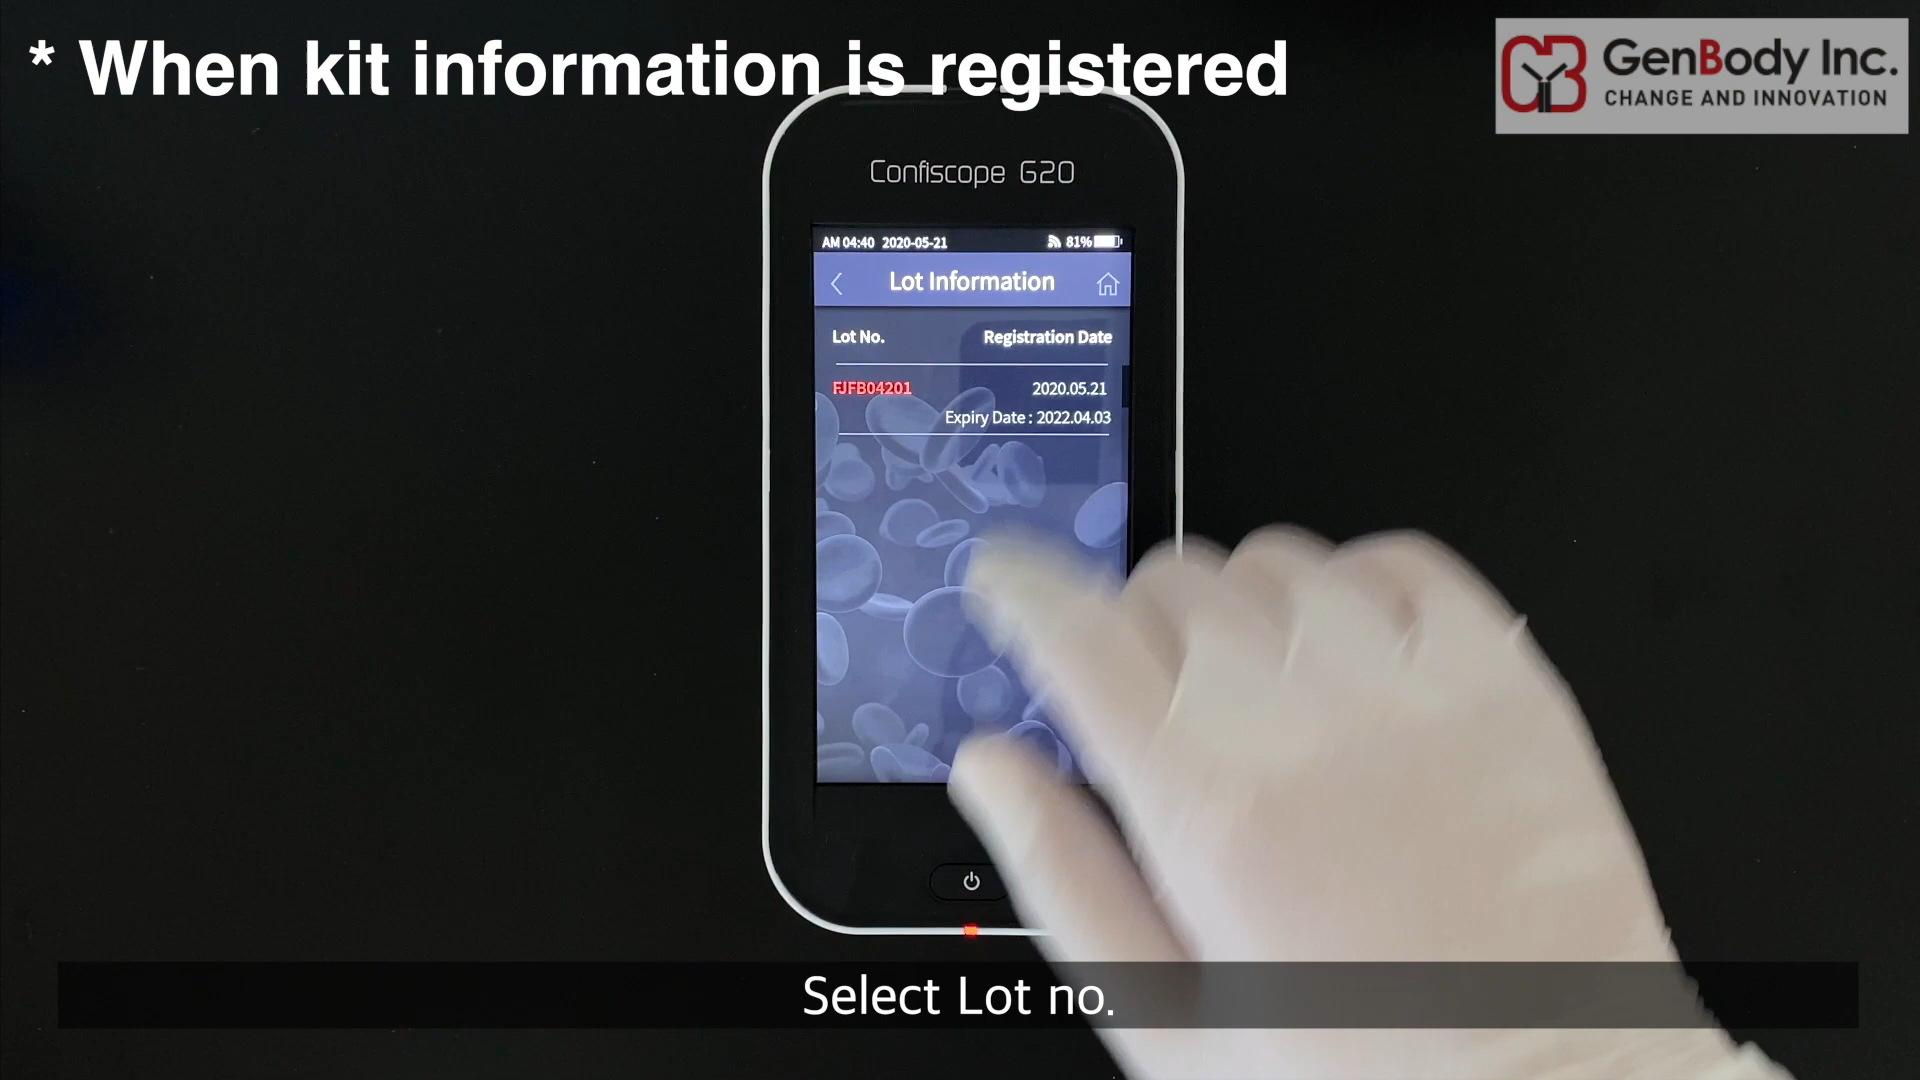 * When kit information is registered
GenBody Inc.
CHANGE AND INNOVATION
Confiscope G20
AM 04:40 2020-05-21 81%
Lot Information
Lot No. Registration Date
FJFB04201 2020.05.21
Expiry Date : 2022.04.03
Select Lot no.